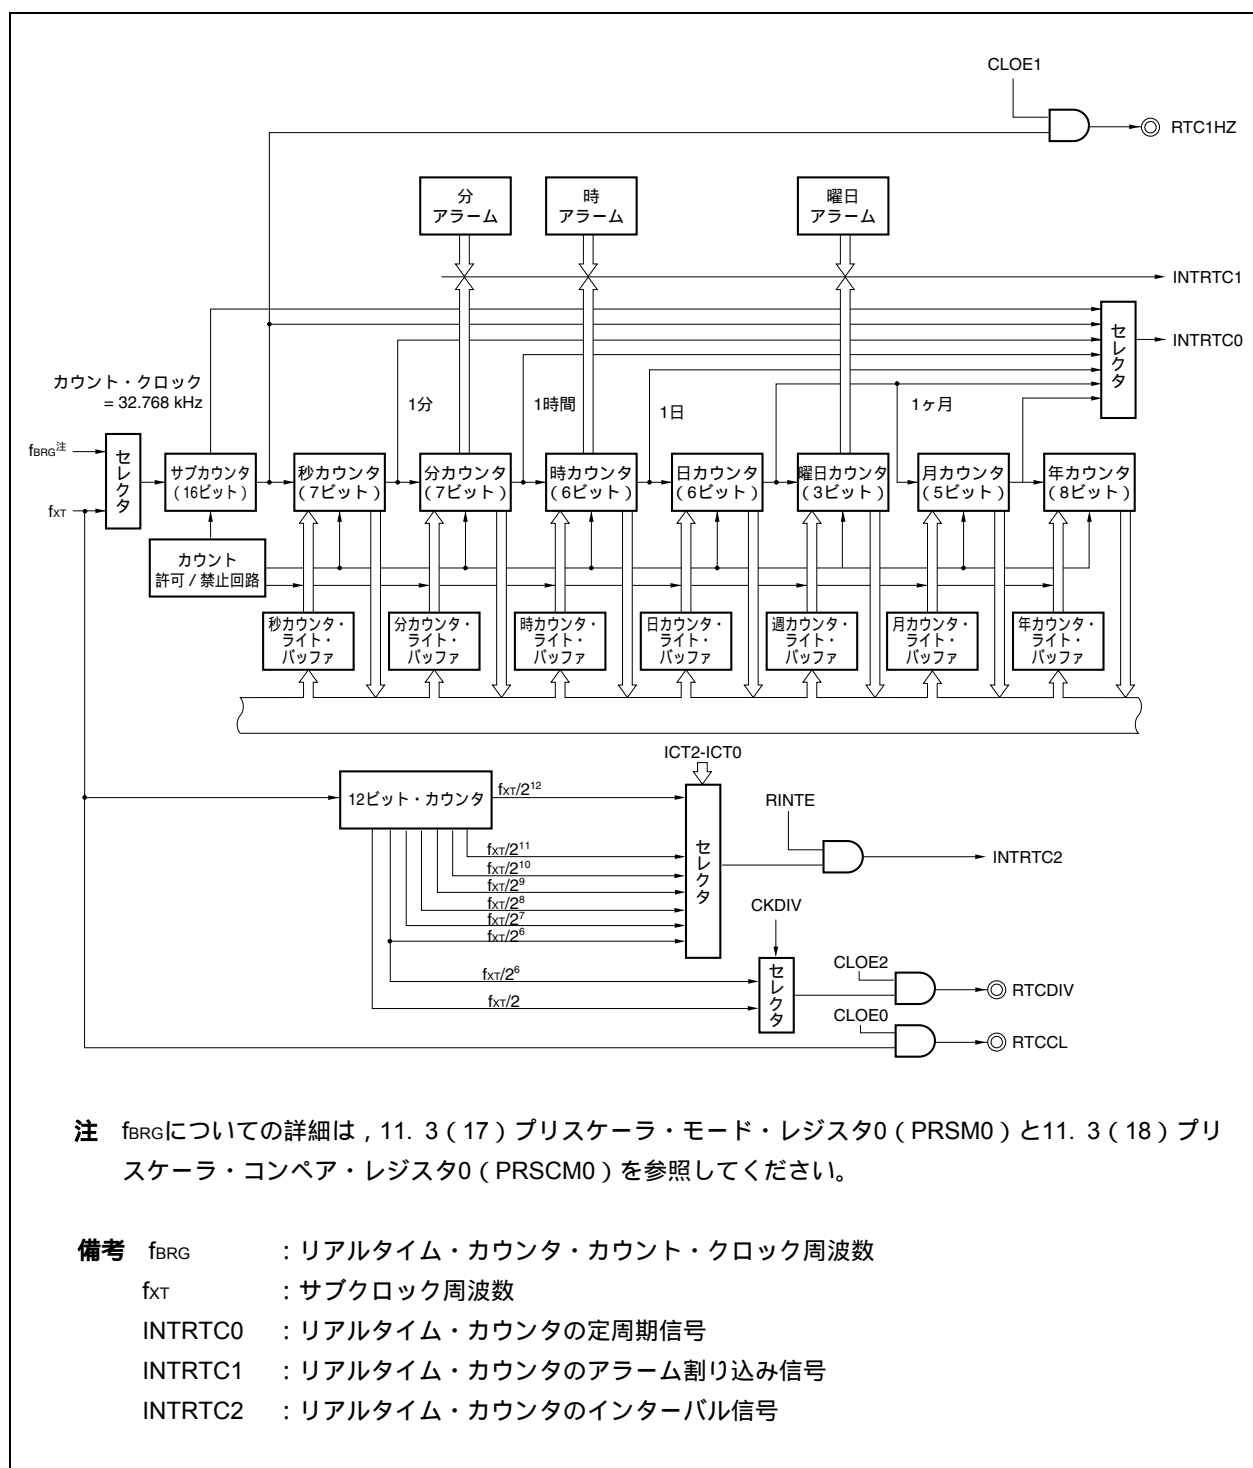 CLOE1
RTC1HZ
分
アラーム
時
アラーム
曜日
アラーム
INTRTC1
セレクタ
INTRTC0
カウント・クロック
= 32.768 kHz
1分
1時間
1日
1ヶ月
fBRG注
fXT
セレクタ
サブカウンタ
(16ビット)
秒カウンタ
(7ビット)
分カウンタ
(7ビット)
時カウンタ
(6ビット)
日カウンタ
(6ビット)
曜日カウンタ
(3ビット)
月カウンタ
(5ビット)
年カウンタ
(8ビット)
カウント
許可/禁止回路
秒カウンタ・
ライト・
バッファ
分カウンタ・
ライト・
バッファ
時カウンタ・
ライト・
バッファ
日カウンタ・
ライト・
バッファ
週カウンタ・
ライト・
バッファ
月カウンタ・
ライト・
バッファ
年カウンタ・
ライト・
バッファ
ICT2-ICT0
12ビット・カウンタ
fXT/2^12
fXT/2^11
fXT/2^10
fXT/2^9
fXT/2^8
fXT/2^7
fXT/2^6
セレクタ
RINTE
INTRTC2
CKDIV
fXT/2^6
fXT/2
セレクタ
CLOE2
RTCDIV
CLOE0
RTCCL
注 fBRGについての詳細は,11. 3(17)プリスケーラ・モード・レジスタ0(PRSM0)と11. 3(18)プリ
スケーラ・コンペア・レジスタ0(PRSCM0)を参照してください。
備考 fBRG :リアルタイム・カウンタ・カウント・クロック周波数
fXT :サブクロック周波数
INTRTC0 :リアルタイム・カウンタの定周期信号
INTRTC1 :リアルタイム・カウンタのアラーム割り込み信号
INTRTC2 :リアルタイム・カウンタのインターバル信号